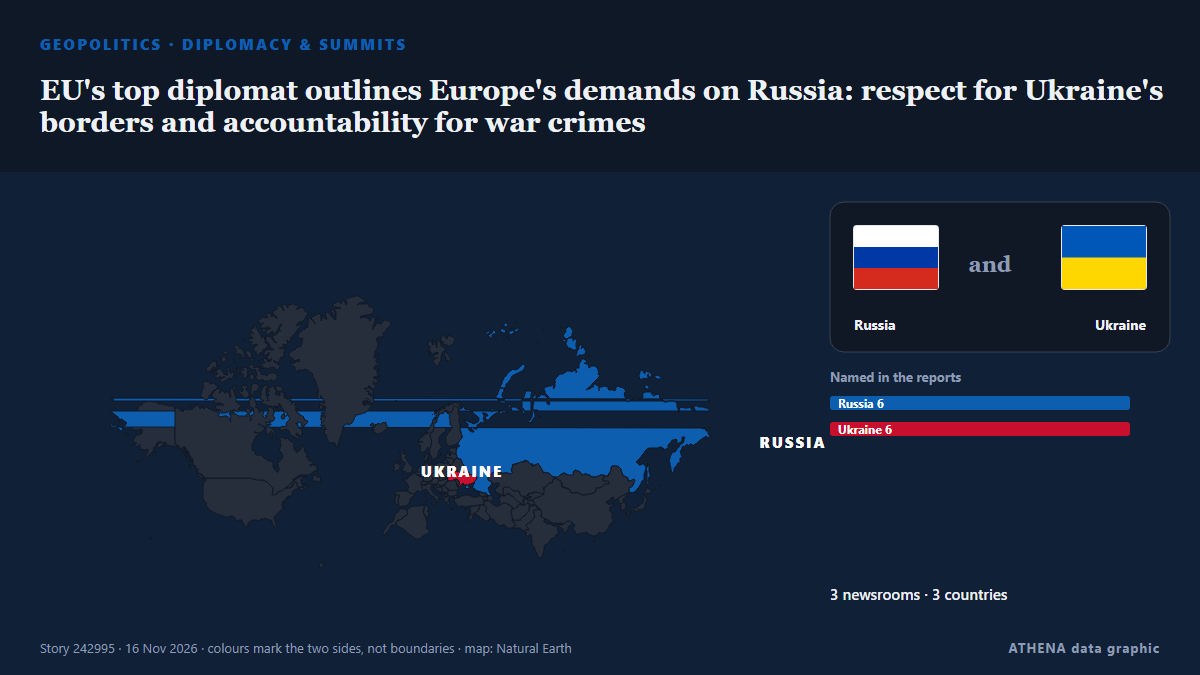 GEOPOLITICS · DIPLOMACY & SUMMITS
EU's top diplomat outlines Europe's demands on Russia: respect for Ukraine's
borders and accountability for war crimes
and
Russia
Ukraine
Named in the reports
Russia 6
Ukraine 6
RUSSIA
UKRAINE
3 newsrooms · 3 countries
Story 242995 · 16 Nov 2026 · colours mark the two sides, not boundaries · map: Natural Earth
ATHENA data graphic